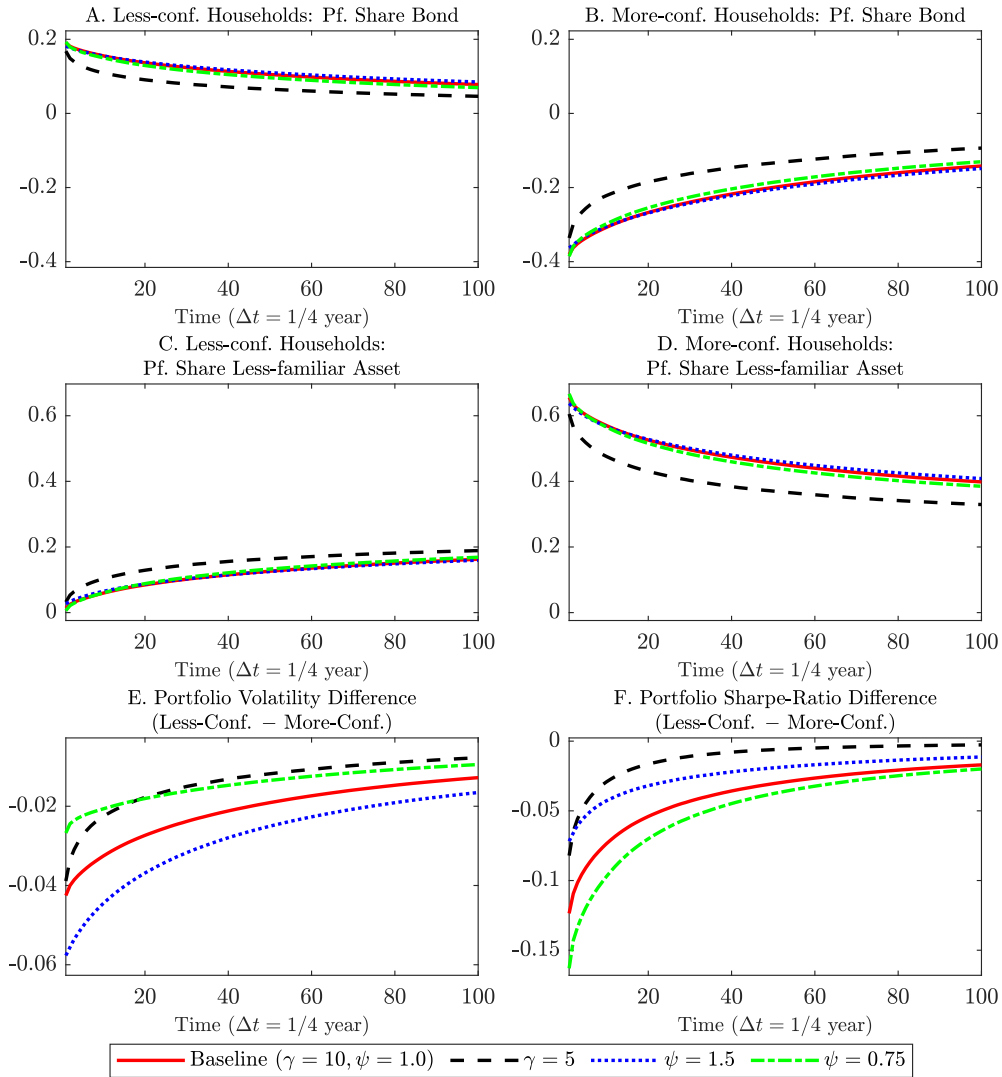 A. Less-conf. Households: Pf. Share Bond
0.2
0
-0.2
-0.4
20 40 60 80 100
Time (Δt = 1/4 year)
B. More-conf. Households: Pf. Share Bond
0.2
0
-0.2
-0.4
20 40 60 80 100
Time (Δt = 1/4 year)
C. Less-conf. Households:
Pf. Share Less-familiar Asset
0.6
0.4
0.2
0
20 40 60 80 100
Time (Δt = 1/4 year)
D. More-conf. Households:
Pf. Share Less-familiar Asset
0.6
0.4
0.2
0
20 40 60 80 100
Time (Δt = 1/4 year)
E. Portfolio Volatility Difference
(Less-Conf. − More-Conf.)
-0.02
-0.04
-0.06
20 40 60 80 100
Time (Δt = 1/4 year)
F. Portfolio Sharpe-Ratio Difference
(Less-Conf. − More-Conf.)
0
-0.05
-0.1
-0.15
20 40 60 80 100
Time (Δt = 1/4 year)
Baseline (γ = 10, ψ = 1.0) γ = 5 ψ = 1.5 ψ = 0.75